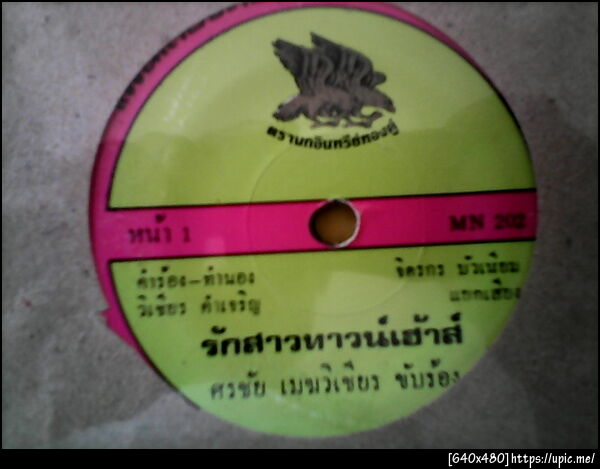 ตรานกอินทรีย์ทองคู่
หน้า 1
MN 202
คำร้อง-ทำนอง
วิเชียร คำเจริญ
จิตรกร บัวเนียม
แยกเสียง
รักสาวทาวน์เฮ้าส์
ศรชัย เมฆวิเชียร ขับร้อง
[640x480]https://upic.me/